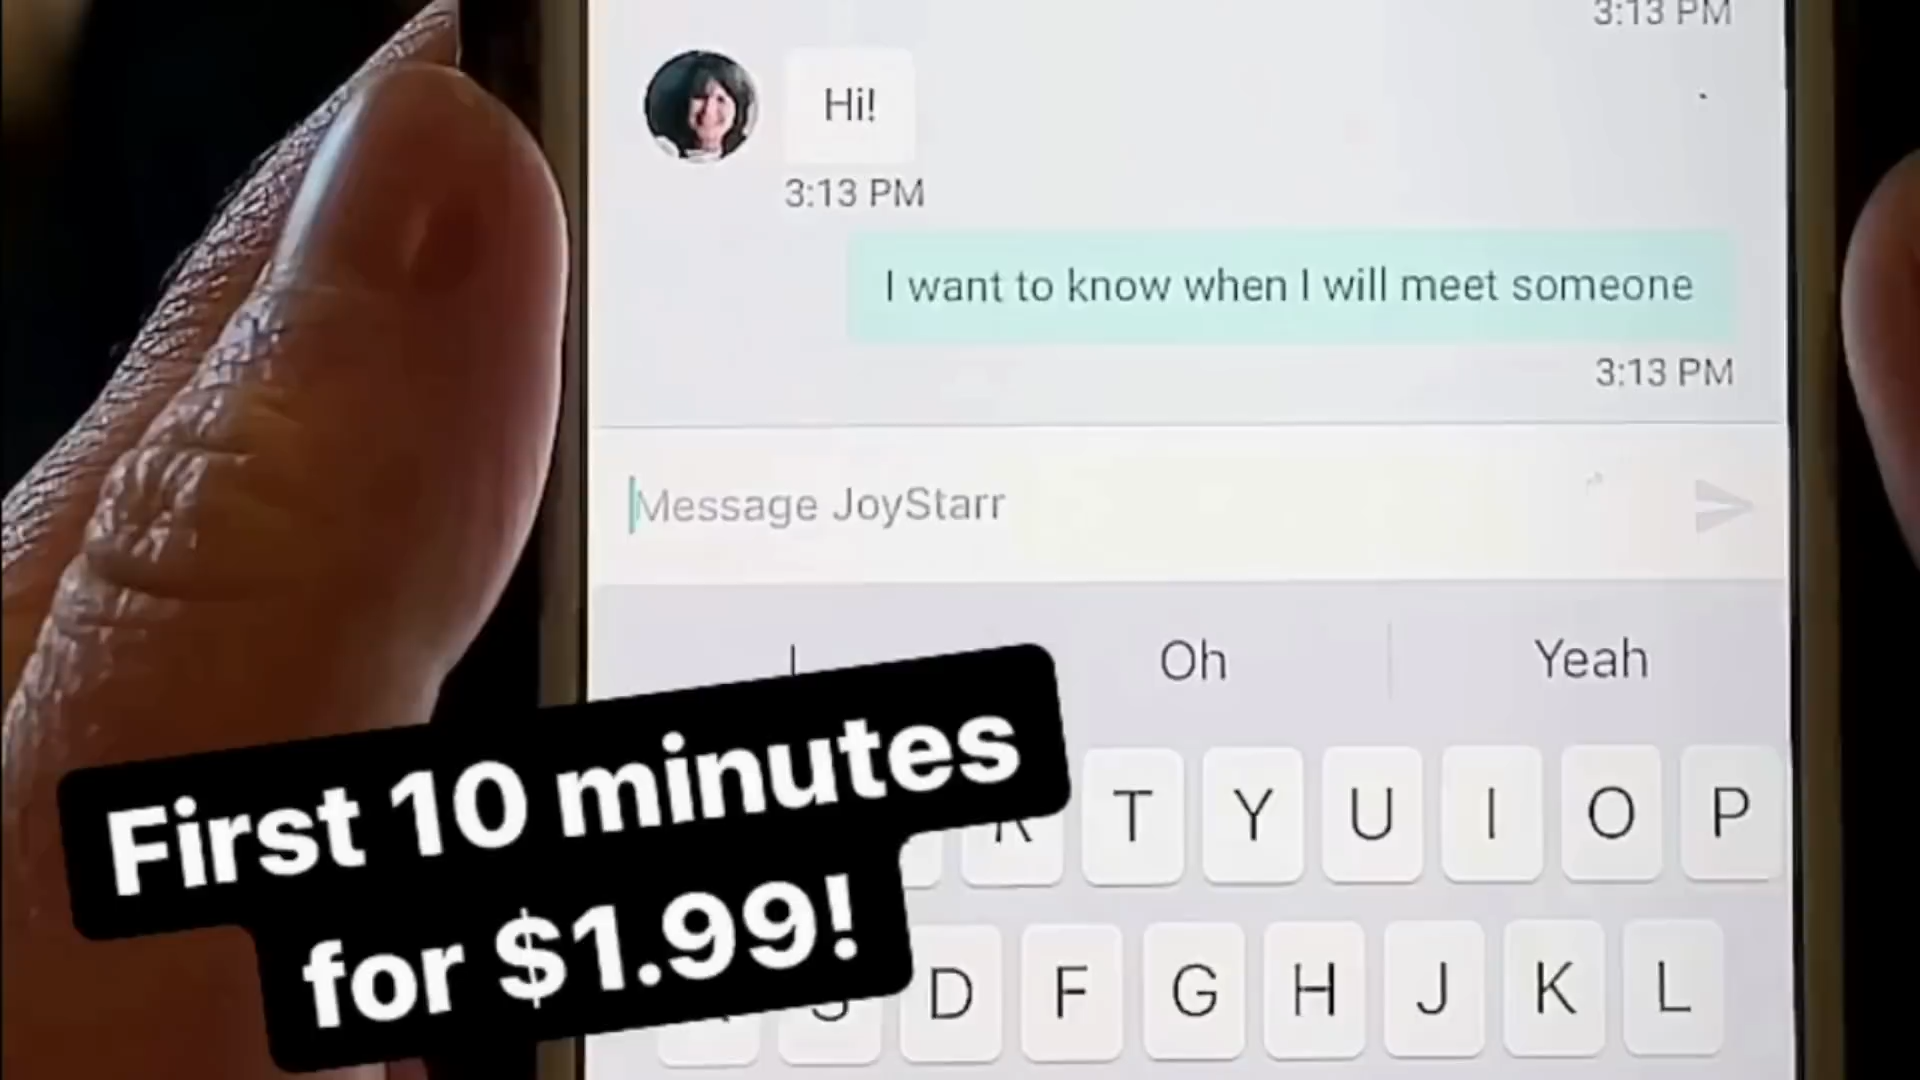 3:13 PM
Hi!
3:13 PM
I want to know when I will meet someone
3:13 PM
Message JoyStarr
I Oh Yeah
First 10 minutes
for $1.99!
R T Y U I O P
S D F G H J K L